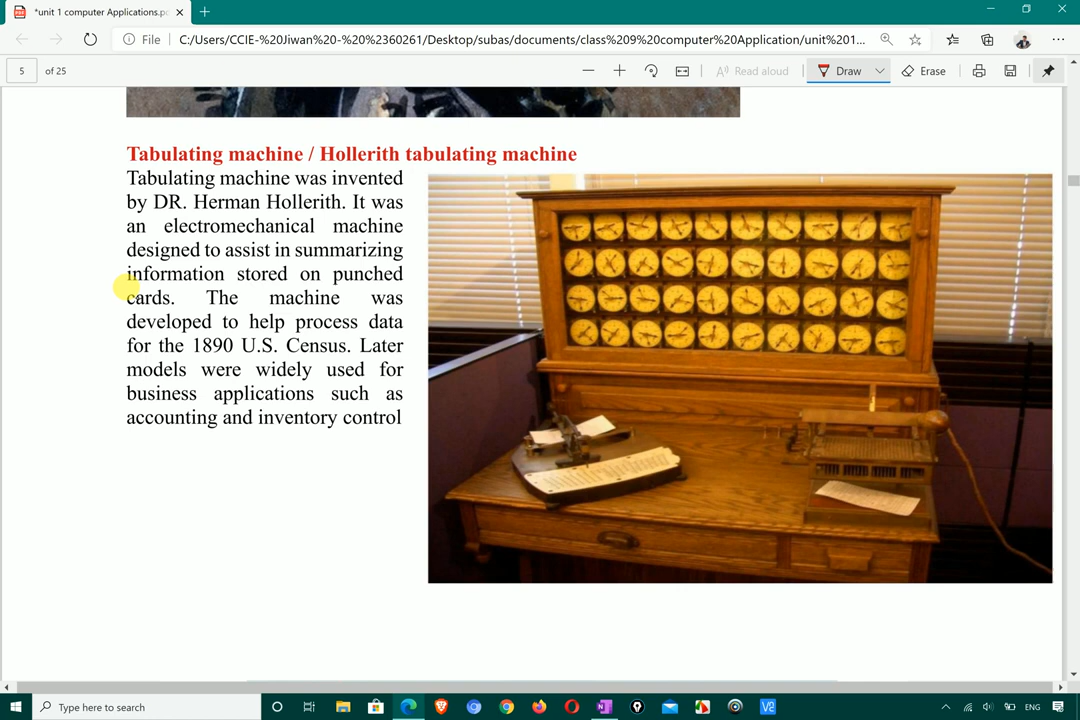 *unit 1 computer Applications.pd
File
C:/Users/CCIE-%20Jiwan%20-%20%2360261/Desktop/subas/documents/class%209%20computer%20Application/unit%201...
5 of 25
Read aloud
Draw
Erase
Tabulating machine / Hollerith tabulating machine
Tabulating machine was invented
by DR. Herman Hollerith. It was
an electromechanical machine
designed to assist in summarizing
information stored on punched
cards. The machine was
developed to help process data
for the 1890 U.S. Census. Later
models were widely used for
business applications such as
accounting and inventory control
Type here to search
ENG